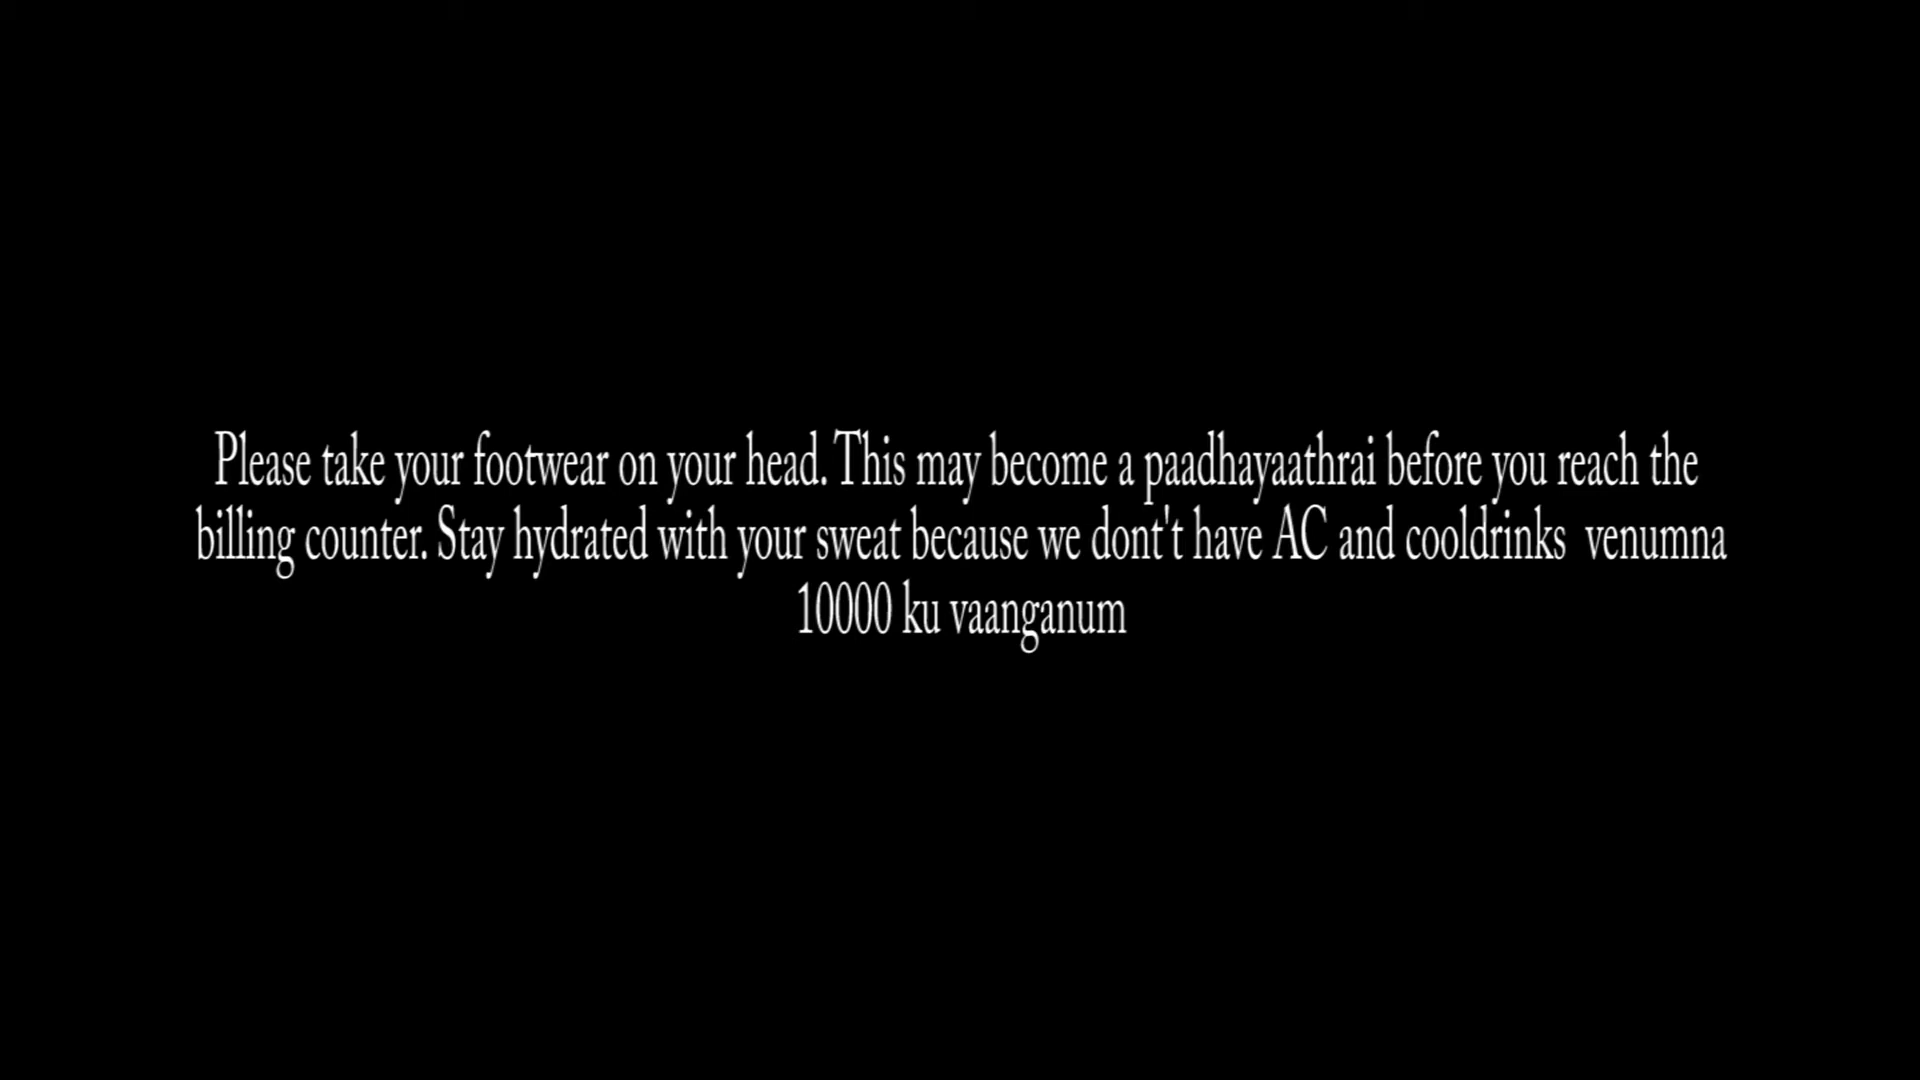 Please take your footwear on your head. This may become a paadhayaathrai before you reach the
billing counter. Stay hydrated with your sweat because we dont't have AC and cooldrinks  venumna
10000 ku vaanganum